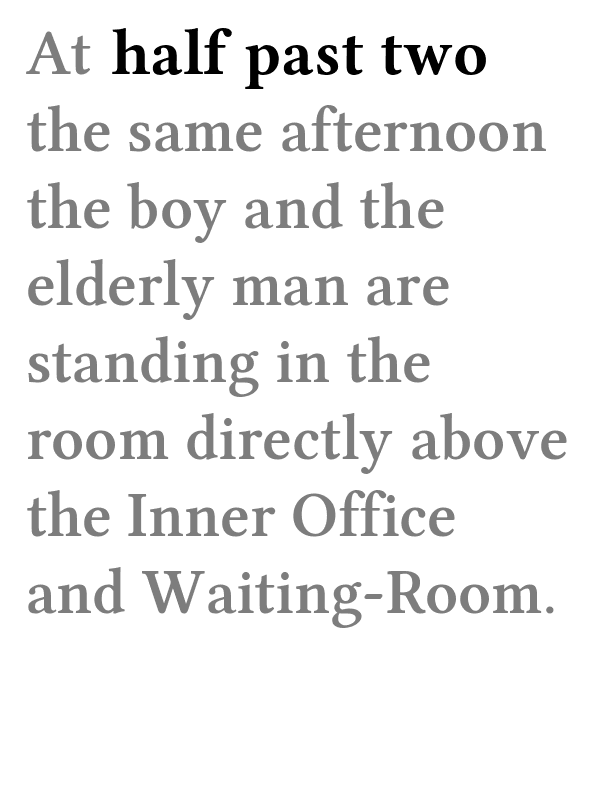 At half past two
the same afternoon
the boy and the
elderly man are
standing in the
room directly above
the Inner Office
and Waiting-Room.